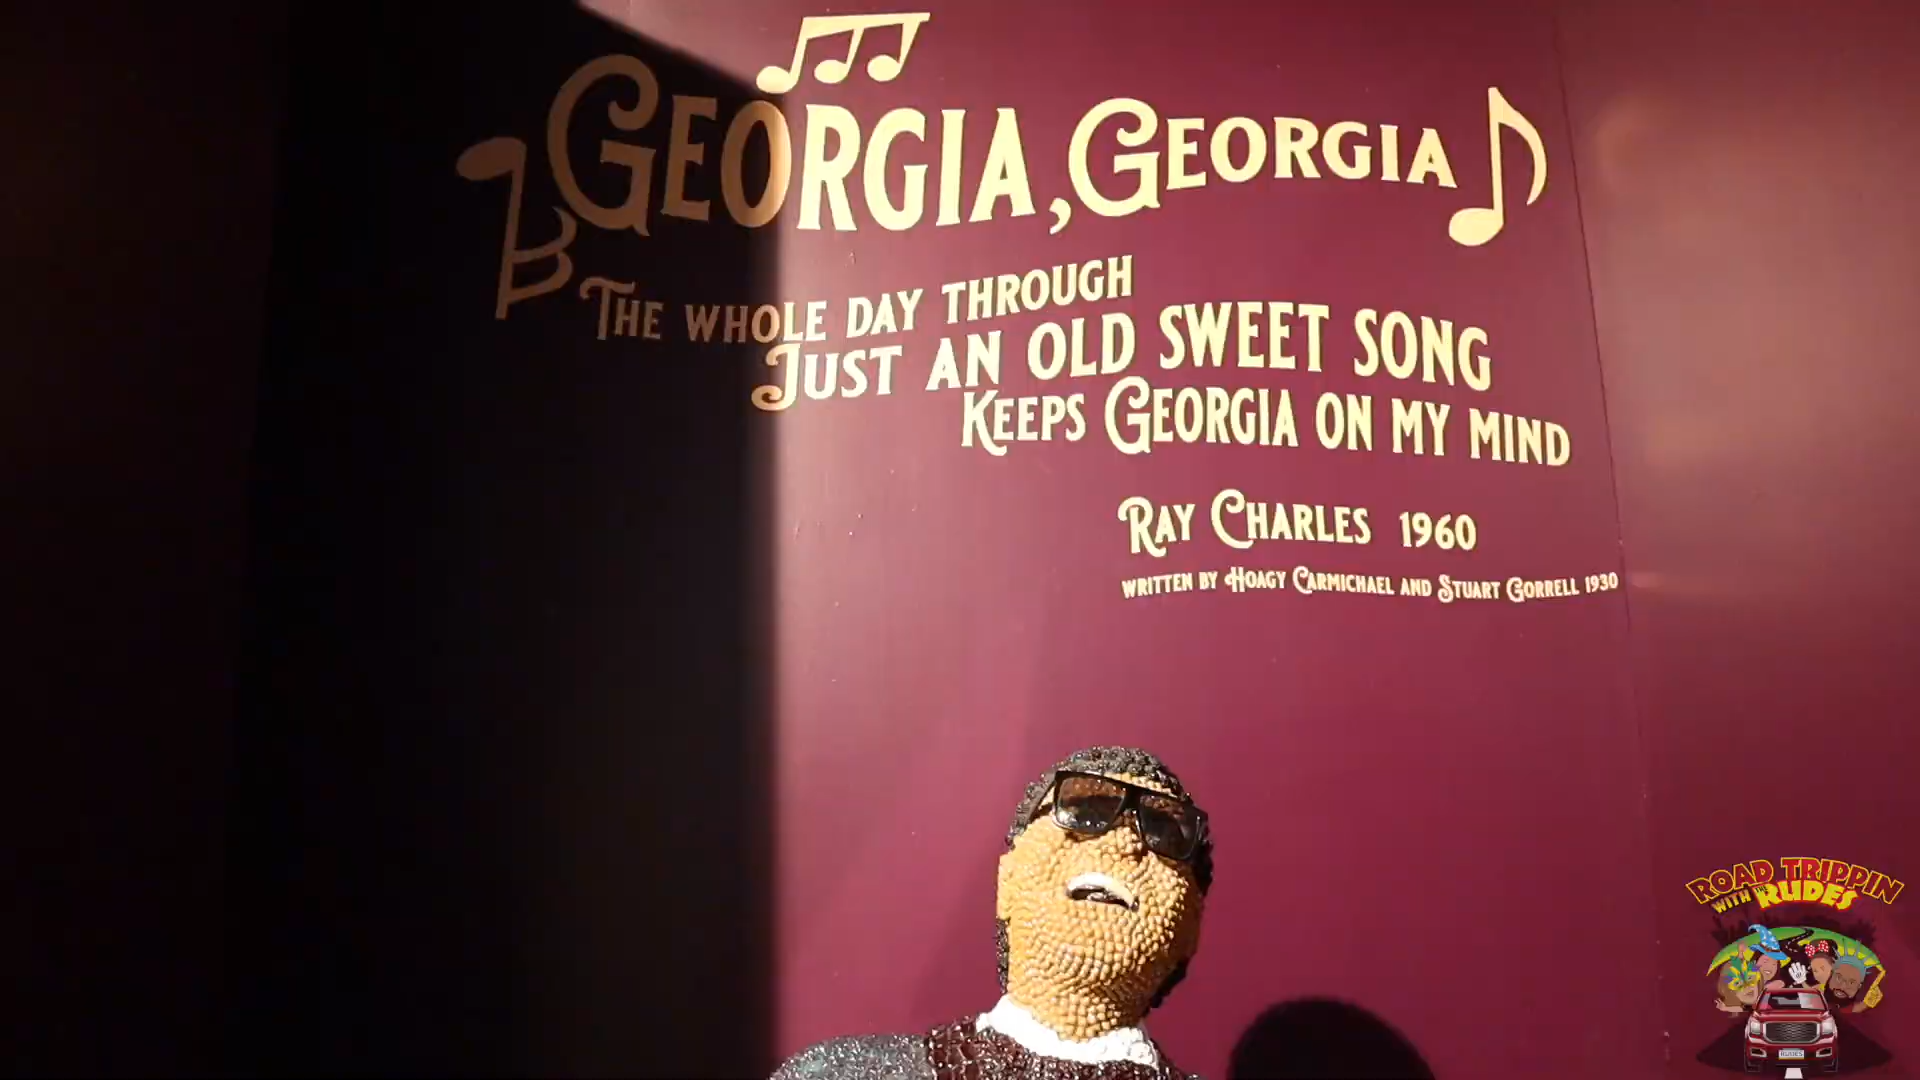 Georgia, Georgia
The whole day through
Just an old sweet song
Keeps Georgia on my mind
Ray Charles 1960
written by Hoagy Carmichael and Stuart Gorrell 1930
ROAD TRIPPIN
WITH THE RUDES
RUDES